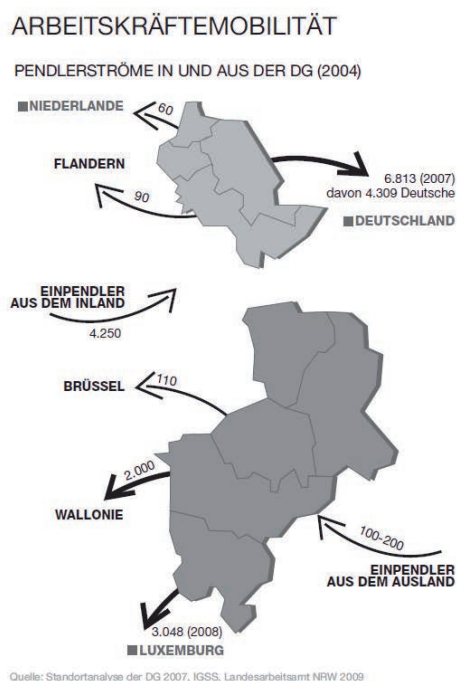 ARBEITSKRÄFTEMOBILITÄT
PENDLERSTRÖME IN UND AUS DER DG (2004)
NIEDERLANDE
60
FLANDERN
90
6.813 (2007)
davon 4.309 Deutsche
DEUTSCHLAND
EINPENDLER
AUS DEM INLAND
4.250
BRÜSSEL
110
2.000
WALLONIE
100-200
EINPENDLER
AUS DEM AUSLAND
3.048 (2008)
LUXEMBURG
Quelle: Standortanalyse der DG 2007, IGSS, Landesarbeitsamt NRW 2009